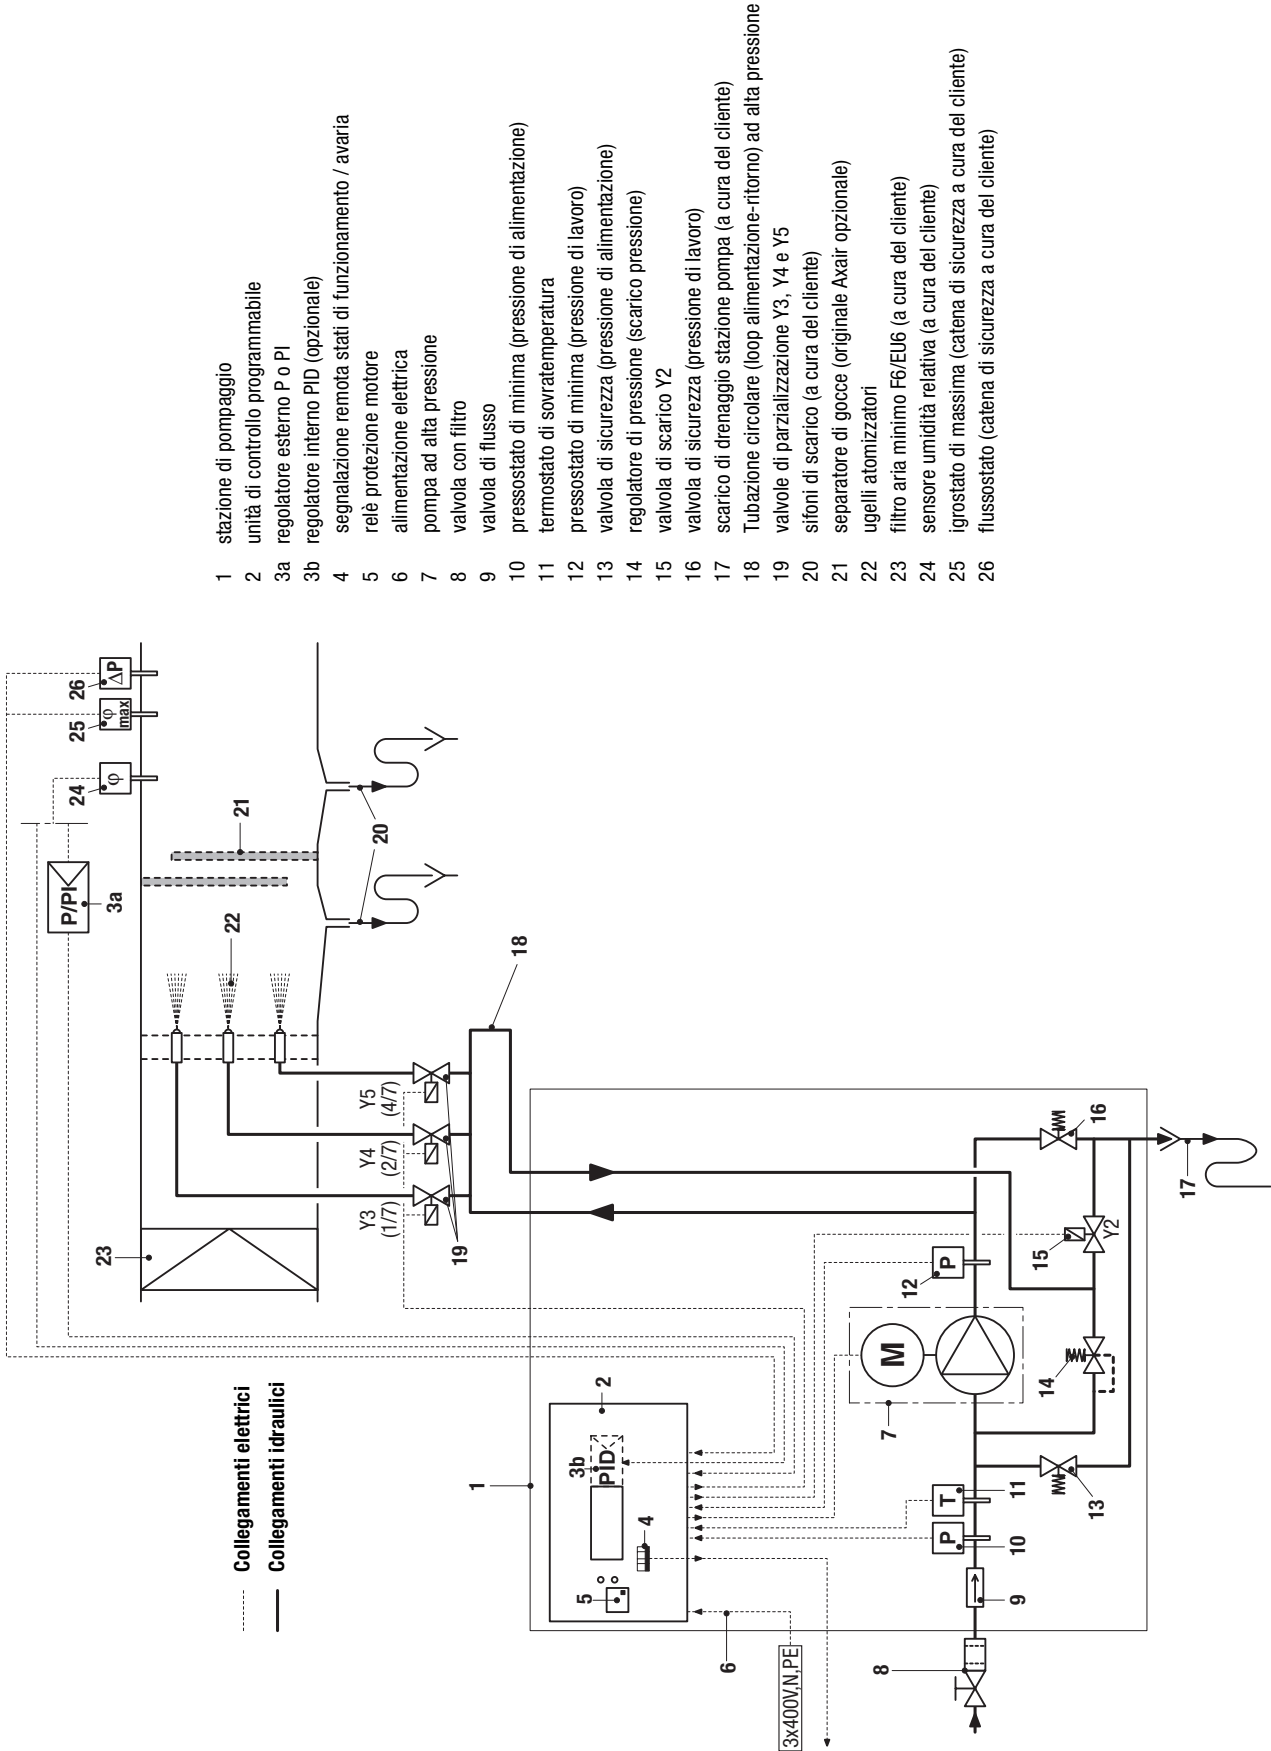 Collegamenti elettrici
Collegamenti idraulici
1 stazione di pompaggio
2 unità di controllo programmabile
3a regolatore esterno P o PI
3b regolatore interno PID (opzionale)
4 segnalazione remota stati di funzionamento / avaria
5 relè protezione motore
6 alimentazione elettrica
7 pompa ad alta pressione
8 valvola con filtro
9 valvola di flusso
10 pressostato di minima (pressione di alimentazione)
11 termostato di sovratemperatura
12 pressostato di minima (pressione di lavoro)
13 valvola di sicurezza (pressione di alimentazione)
14 regolatore di pressione (scarico pressione)
15 valvola di scarico Y2
16 valvola di sicurezza (pressione di lavoro)
17 scarico di drenaggio stazione pompa (a cura del cliente)
18 Tubazione circolare (loop alimentazione-ritorno) ad alta pressione
19 valvole di parzializzazione Y3, Y4 e Y5
20 sifoni di scarico (a cura del cliente)
21 separatore di gocce (originale Axair opzionale)
22 ugelli atomizzatori
23 filtro aria minimo F6/EU6 (a cura del cliente)
24 sensore umidità relativa (a cura del cliente)
25 igrostato di massima (catena di sicurezza a cura del cliente)
26 flussostato (catena di sicurezza a cura del cliente)
23
22
21
24
φ
25
φ
max
26
ΔP
P/PI
3a
20
18
19
Y3
(1/7)
Y4
(2/7)
Y5
(4/7)
1
2
3b
PID
4
5
6
3x400V,N,PE
7
M
8
9
10
P
11
T
12
P
13
14
15
Y2
16
17